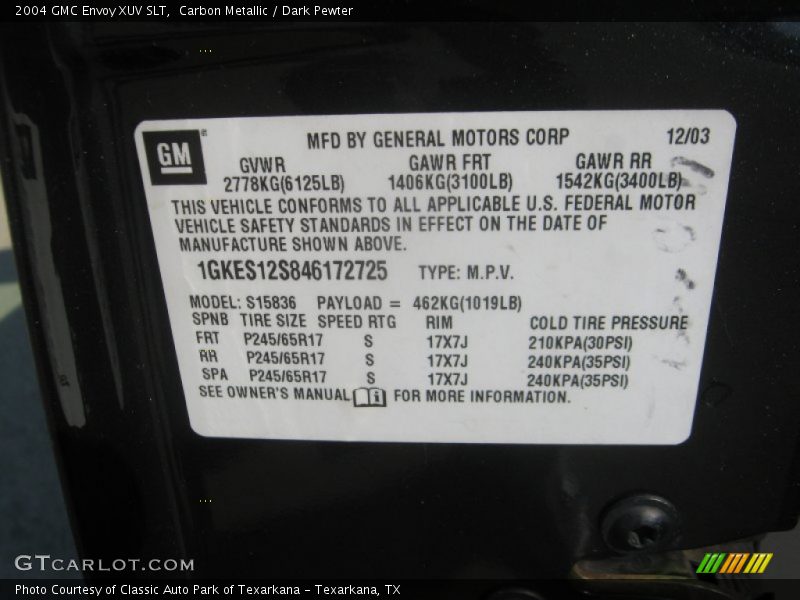 2004 GMC Envoy XUV SLT,  Carbon Metallic / Dark Pewter
GM
MFD BY GENERAL MOTORS CORP 12/03
GVWR GAWR FRT GAWR RR
2778KG(6125LB) 1406KG(3100LB) 1542KG(3400LB)
THIS VEHICLE CONFORMS TO ALL APPLICABLE U.S. FEDERAL MOTOR
VEHICLE SAFETY STANDARDS IN EFFECT ON THE DATE OF
MANUFACTURE SHOWN ABOVE.
1GKES12S846172725 TYPE: M.P.V.
MODEL: S15836 PAYLOAD = 462KG(1019LB)
SPNB TIRE SIZE SPEED RTG RIM COLD TIRE PRESSURE
FRT P245/65R17 S 17X7J 210KPA(30PSI)
RR P245/65R17 S 17X7J 240KPA(35PSI)
SPA P245/65R17 S 17X7J 240KPA(35PSI)
SEE OWNER'S MANUAL FOR MORE INFORMATION.
GTCARLOT.COM
Photo Courtesy of Classic Auto Park of Texarkana - Texarkana, TX